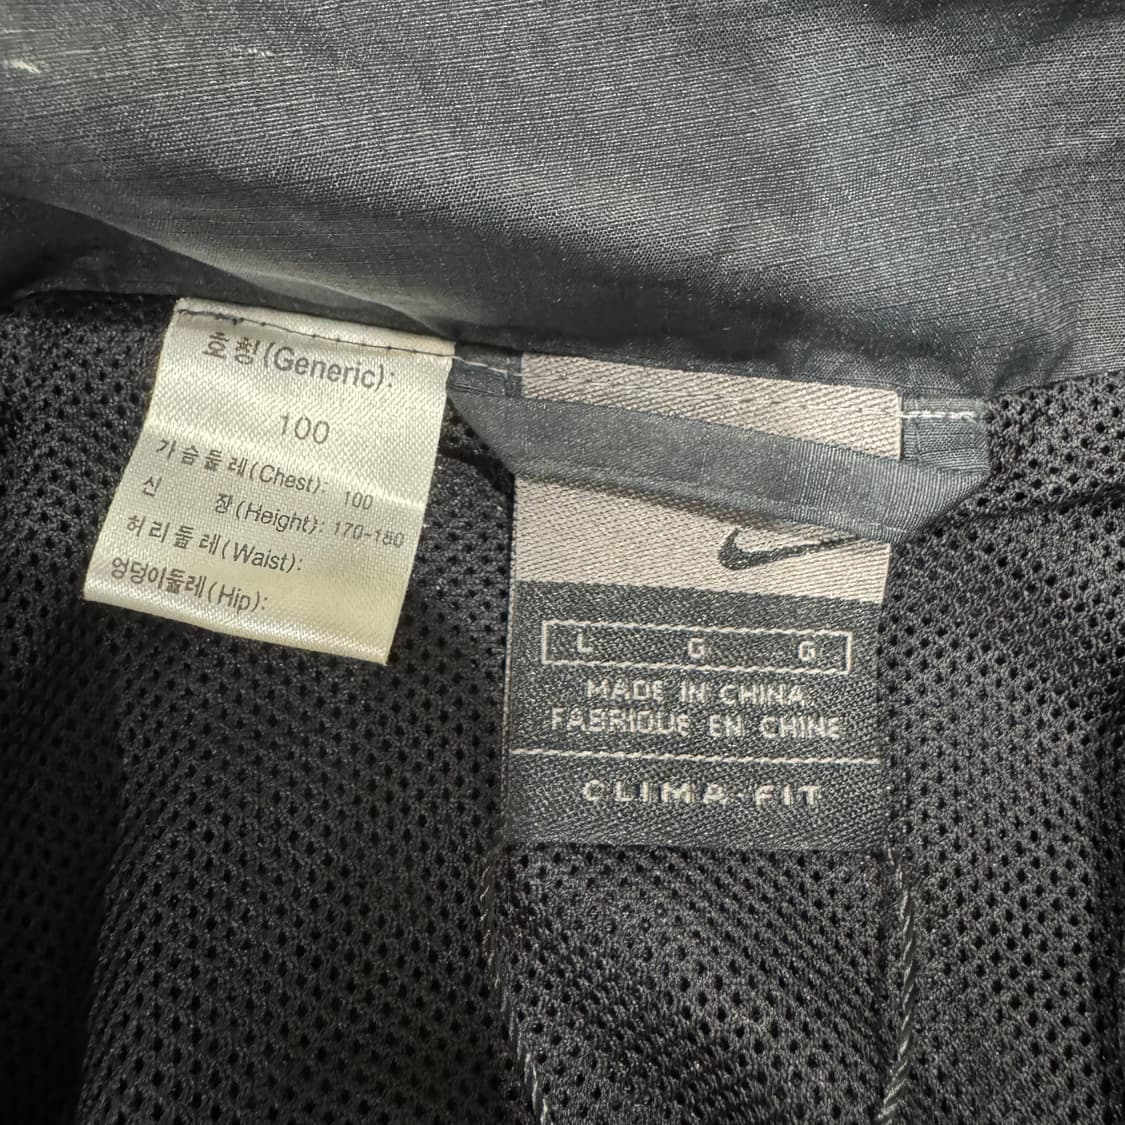 호칭(Generic):
100
가슴둘레(Chest): 100
신 장(Height): 170-180
허리둘레(Waist):
엉덩이둘레(Hip):
L G G
MADE IN CHINA.
FABRIQUE EN CHINE
CLIMA-FIT